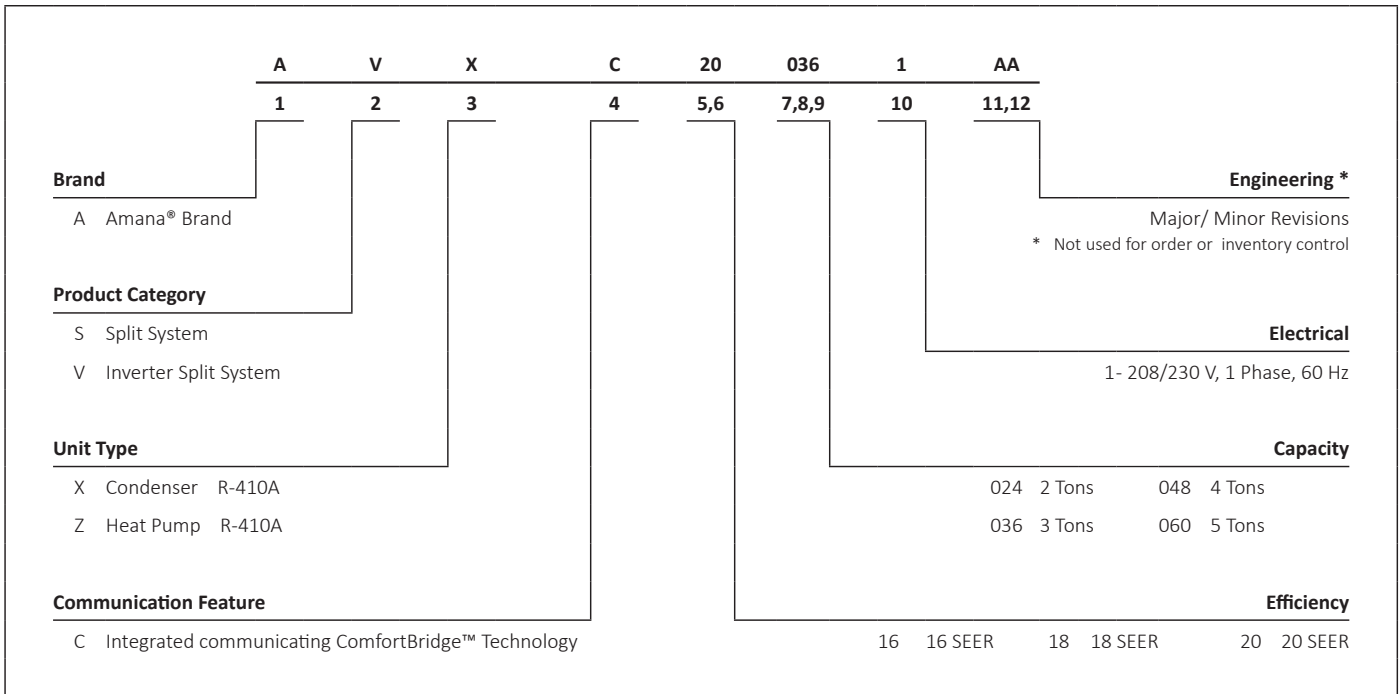 A V X C 20 036 1 AA
1 2 3 4 5,6 7,8,9 10 11,12
Brand
A Amana® Brand
Product Category
S Split System
V Inverter Split System
Unit Type
X Condenser R-410A
Z Heat Pump R-410A
Communication Feature
C Integrated communicating ComfortBridge™ Technology
Engineering *
Major/ Minor Revisions
* Not used for order or inventory control
Electrical
1- 208/230 V, 1 Phase, 60 Hz
Capacity
024 2 Tons 048 4 Tons
036 3 Tons 060 5 Tons
Efficiency
16 16 SEER 18 18 SEER 20 20 SEER